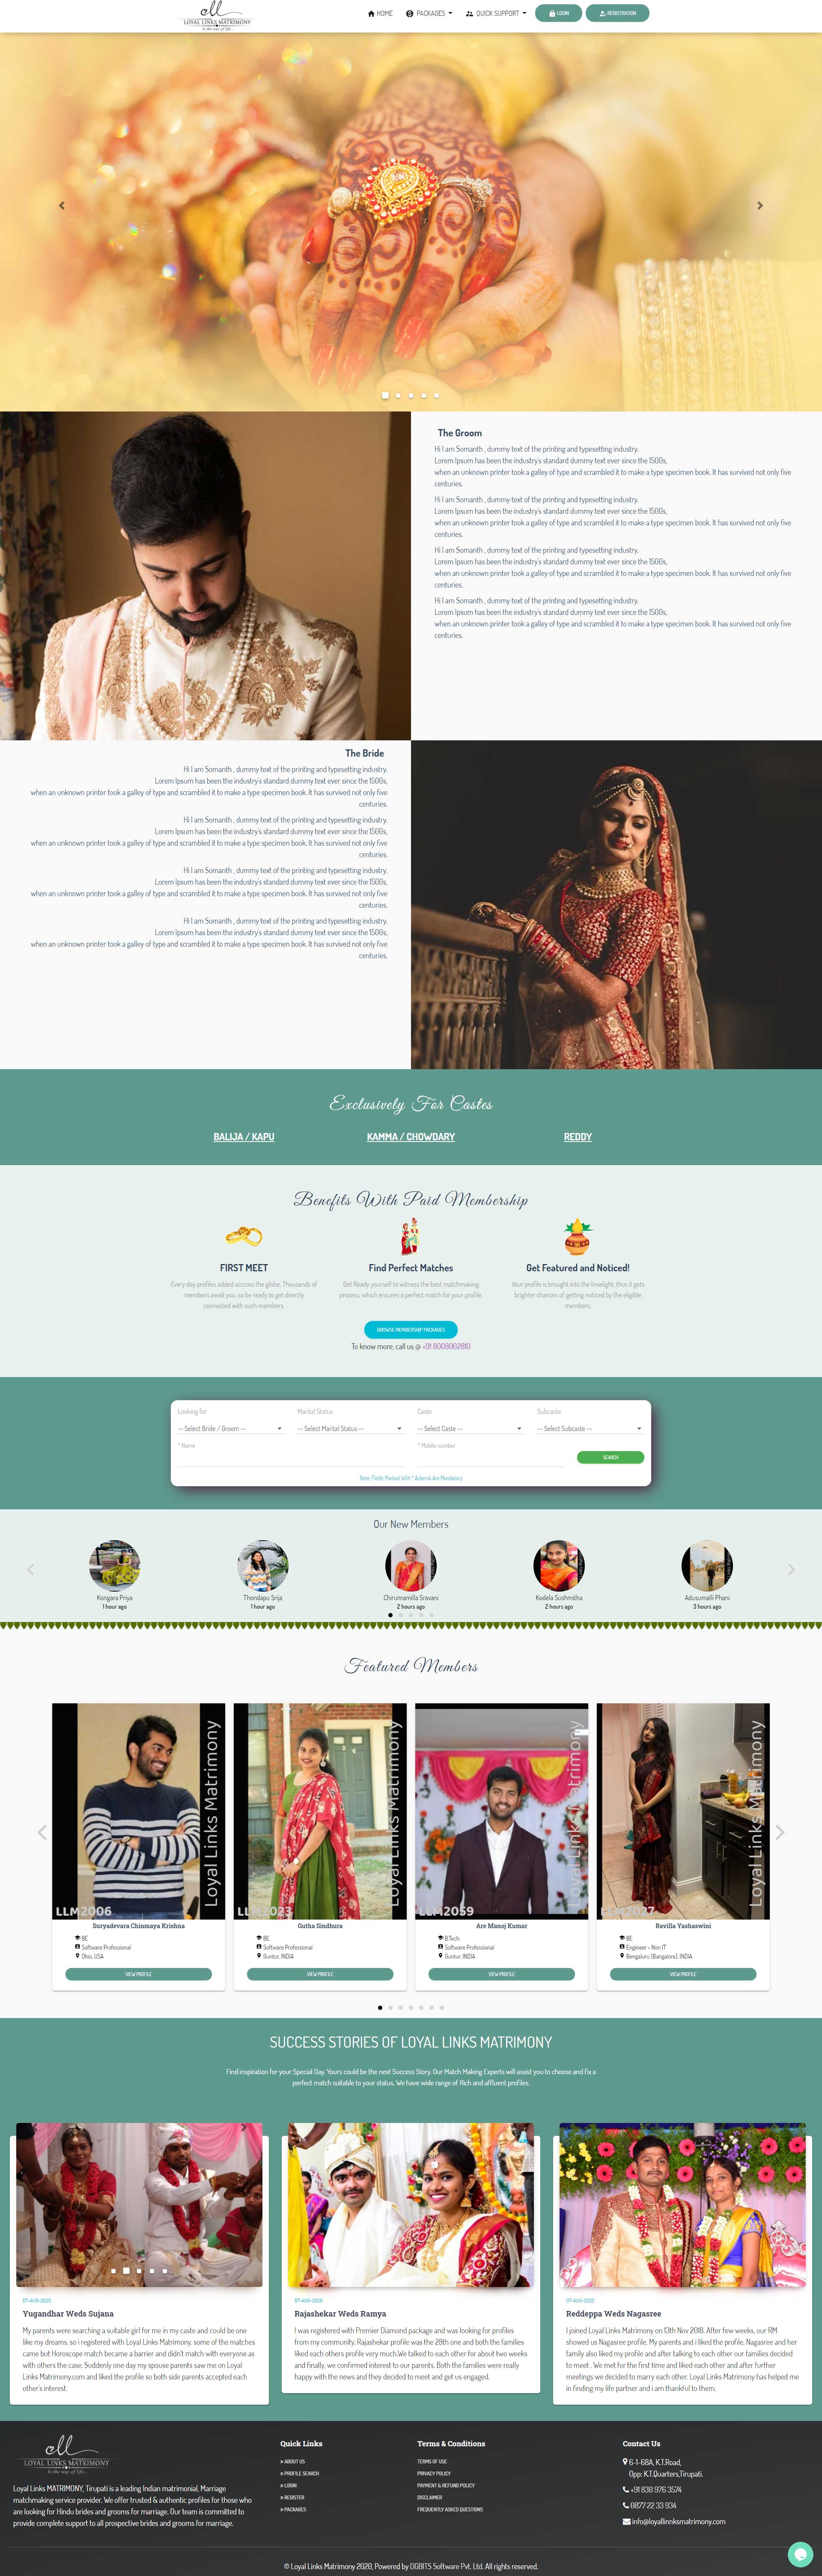 LOYAL LINKS MATRIMONY
to the way of life...
HOME
PACKAGES
QUICK SUPPORT
LOGIN
REGISTRATION
The Groom
Hi I am Somanth , dummy text of the printing and typesetting industry.
Lorem Ipsum has been the industry's standard dummy text ever since the 1500s,
when an unknown printer took a galley of type and scrambled it to make a type specimen book. It has survived not only five
centuries.
Hi I am Somanth , dummy text of the printing and typesetting industry.
Lorem Ipsum has been the industry's standard dummy text ever since the 1500s,
when an unknown printer took a galley of type and scrambled it to make a type specimen book. It has survived not only five
centuries.
Hi I am Somanth , dummy text of the printing and typesetting industry.
Lorem Ipsum has been the industry's standard dummy text ever since the 1500s,
when an unknown printer took a galley of type and scrambled it to make a type specimen book. It has survived not only five
centuries.
Hi I am Somanth , dummy text of the printing and typesetting industry.
Lorem Ipsum has been the industry's standard dummy text ever since the 1500s,
when an unknown printer took a galley of type and scrambled it to make a type specimen book. It has survived not only five
centuries.
The Bride
Hi I am Somanth , dummy text of the printing and typesetting industry.
Lorem Ipsum has been the industry's standard dummy text ever since the 1500s,
when an unknown printer took a galley of type and scrambled it to make a type specimen book. It has survived not only five
centuries.
Hi I am Somanth , dummy text of the printing and typesetting industry.
Lorem Ipsum has been the industry's standard dummy text ever since the 1500s,
when an unknown printer took a galley of type and scrambled it to make a type specimen book. It has survived not only five
centuries.
Hi I am Somanth , dummy text of the printing and typesetting industry.
Lorem Ipsum has been the industry's standard dummy text ever since the 1500s,
when an unknown printer took a galley of type and scrambled it to make a type specimen book. It has survived not only five
centuries.
Hi I am Somanth , dummy text of the printing and typesetting industry.
Lorem Ipsum has been the industry's standard dummy text ever since the 1500s,
when an unknown printer took a galley of type and scrambled it to make a type specimen book. It has survived not only five
centuries.
Exclusively For Castes
BALIJA / KAPU
KAMMA / CHOWDARY
REDDY
Benefits With Paid Membership
FIRST MEET
Every day profiles added accross the globe, Thousands of
members await you, so be ready to get directly
connected with such members.
Find Perfect Matches
Get Ready yourself to witness the best matchmaking
process, which ensures a perfect match for your profile.
Get Featured and Noticed!
Your profile is brought into the limelight, thus it gets
brighter chances of getting noticed by the eligible
members.
BROWSE MEMBERSHIP PACKAGES
To know more, call us @ +91 8008002810
Looking for
Marital Status
Caste
Subcaste
--- Select Bride / Groom ---
--- Select Marital Status ---
--- Select Caste ---
--- Select Subcaste ---
* Name
* Mobile number
SEARCH
Note: Fields Marked With * Asterisk Are Mandatory
Our New Members
Kongara Priya
1 hour ago
Thondapu Srija
1 hour ago
Chirumamilla Sravani
2 hours ago
Kodela Sushmitha
2 hours ago
Adusumalli Phani
3 hours ago
Featured Members
Loyal Links Matrimony
LLM2006
Suryadevara Chinmaya Krishna
BE
Software Professional
Ohio, USA
VIEW PROFILE
Loyal Links Matrimony
LLM2023
Gutha Sindhura
BE
Software Professional
Guntur, INDIA
VIEW PROFILE
Loyal Links Matrimony
LLM2059
Are Manoj Kumar
B.Tech.
Software Professional
Guntur, INDIA
VIEW PROFILE
Loyal Links Matrimony
LLM2027
Ravilla Yashaswini
BE
Engineer - Non IT
Bengaluru (Bangalore), INDIA
VIEW PROFILE
SUCCESS STORIES OF LOYAL LINKS MATRIMONY
Find inspiration for your Special Day. Yours could be the next Success Story. Our Match Making Experts will assist you to choose and fix a
perfect match suitable to your status, We have wide range of Rich and affluent profiles.
07-AUG-2020
Yugandhar Weds Sujana
My parents were searching a suitable girl for me in my caste and could be one
like my dreams. so i registered with Loyal Links Matrimony. some of the matches
came but Horoscope match became a barrier and didn't match with everyone as
with others the case. Suddenly one day my spouse parents saw me on Loyal
Links Matrimony.com and liked the profile so both side parents accepted each
other's interest.
07-AUG-2020
Rajashekar Weds Ramya
I was registered with Premier Diamond package and was looking for profiles
from my community. Rajashekar profile was the 28th one and both the families
liked each others profile very much.We talked to each other for about two weeks
and finally, we confirmed interest to our parents. Both the families were really
happy with the news and they decided to meet and get us engaged.
07-AUG-2020
Reddeppa Weds Nagasree
I joined Loyal Links Matrimony on 13th Nov 2018. After few weeks, our RM
showed us Nagasree profile. My parents and i liked the profile. Nagasree and her
family also liked my profile and after talking to each other our families decided
to meet . We met for the first time and liked each other and after further
meetings we decided to marry each other. Loyal Links Matrimony has helped me
in finding my life partner and i am thankful to them.
LOYAL LINKS MATRIMONY
to the way of life...
Loyal Links MATRIMONY, Tirupati is a leading Indian matrimonial, Marriage
matchmaking service provider. We offer trusted & authentic profiles for those who
are looking for Hindu brides and grooms for marriage. Our team is committed to
provide complete support to all prospective brides and grooms for marriage.
Quick Links
» ABOUT US
» PROFILE SEARCH
» LOGIN
» REGISTER
» PACKAGES
Terms & Conditions
TERMS OF USE
PRIVACY POLICY
PAYMENT & REFUND POLICY
DISCLAIMER
FREQUENTLY ASKED QUESTIONS
Contact Us
6-1-68A, K.T.Road,
Opp: K.T.Quarters,Tirupati.
+91 830 976 3574
0877 22 33 934
info@loyallinnksmatrimony.com
© Loyal Links Matrimony 2020, Powered by DGBITS Software Pvt. Ltd. All rights reserved.